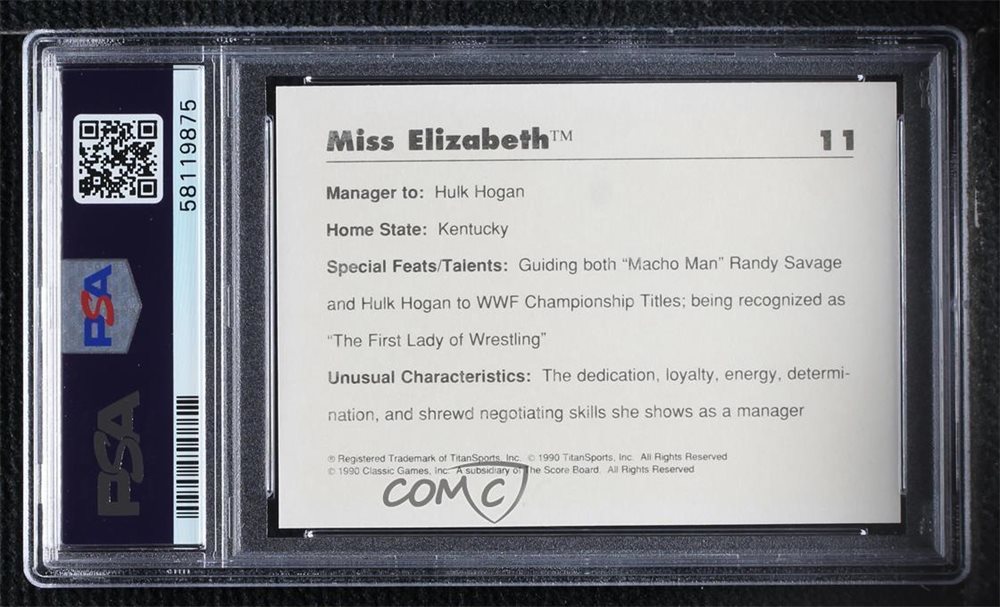 Miss Elizabeth™ 11
Manager to: Hulk Hogan
Home State: Kentucky
Special Feats/Talents: Guiding both “Macho Man” Randy Savage
and Hulk Hogan to WWF Championship Titles; being recognized as
“The First Lady of Wrestling”
Unusual Characteristics: The dedication, loyalty, energy, determi-
nation, and shrewd negotiating skills she shows as a manager
® Registered Trademark of TitanSports, Inc. © 1990 TitanSports, Inc. All Rights Reserved
© 1990 Classic Games, Inc. A subsidiary of The Score Board. All Rights Reserved
COMC
58119875
PSA
PSA